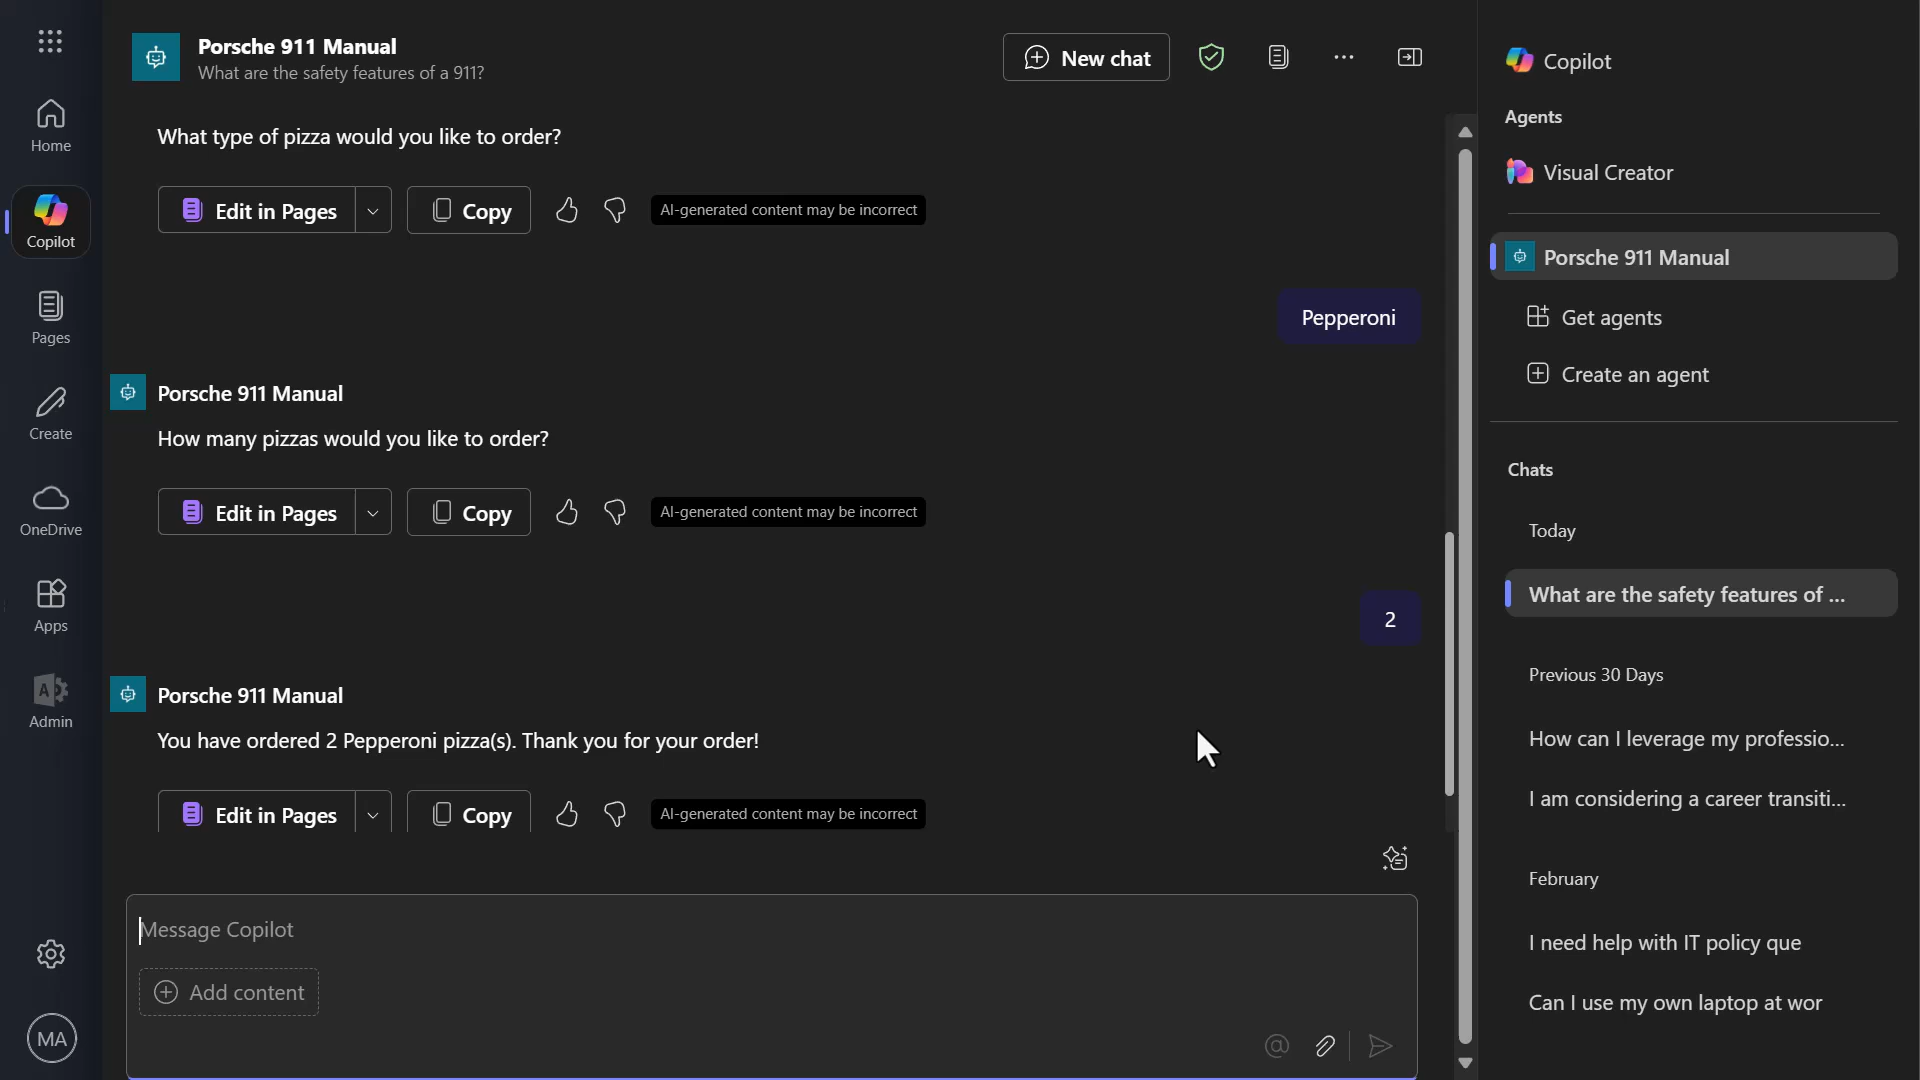 Home
Copilot
Pages
Create
OneDrive
Apps
A
Admin
MA
Porsche 911 Manual
What are the safety features of a 911?
New chat
What type of pizza would you like to order?
Edit in Pages
Copy
AI-generated content may be incorrect
Pepperoni
Porsche 911 Manual
How many pizzas would you like to order?
Edit in Pages
Copy
AI-generated content may be incorrect
2
Porsche 911 Manual
You have ordered 2 Pepperoni pizza(s). Thank you for your order!
Edit in Pages
Copy
AI-generated content may be incorrect
Message Copilot
Add content
Copilot
Agents
Visual Creator
Porsche 911 Manual
Get agents
Create an agent
Chats
Today
What are the safety features of ...
Previous 30 Days
How can I leverage my professio...
I am considering a career transiti...
February
I need help with IT policy que
Can I use my own laptop at wor